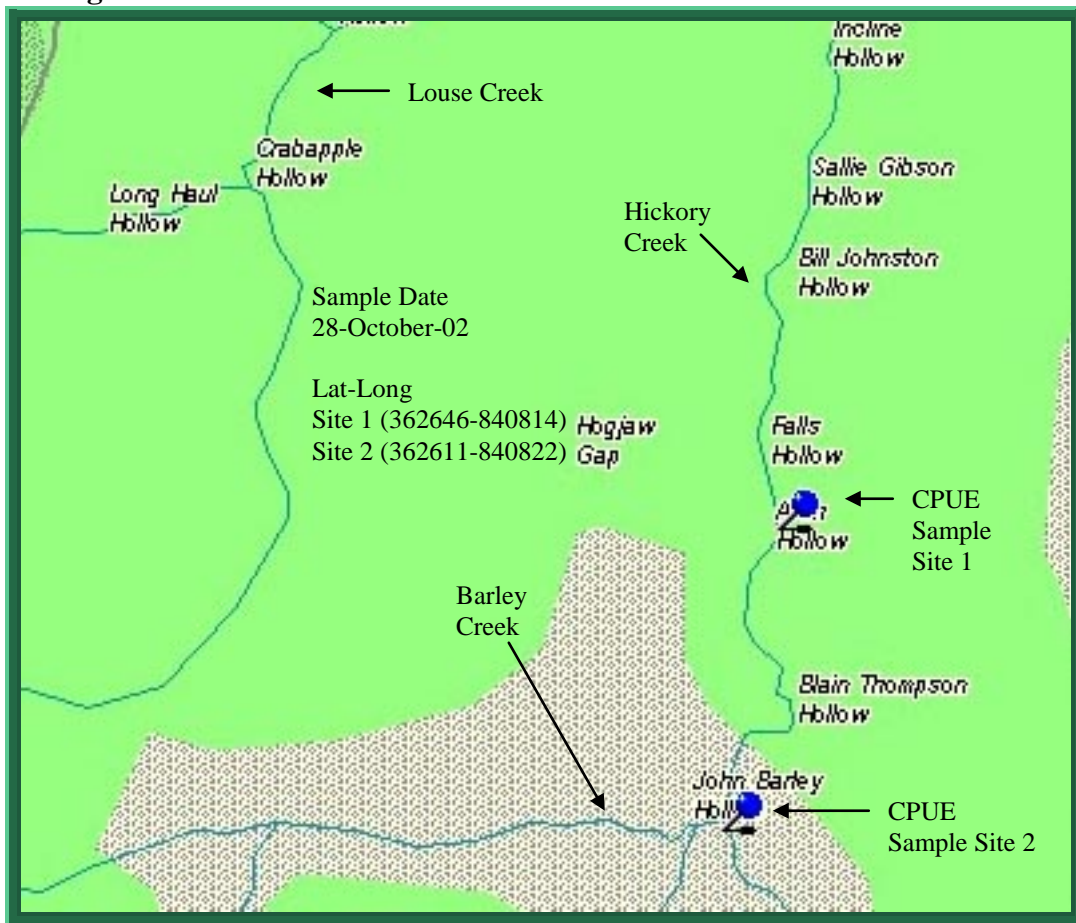 Hollow
Incline
Hollow
Louse Creek
Crabapple
Hollow
Long Haul
Hollow
Sallie Gibson
Hollow
Hickory
Creek
Bill Johnston
Hollow
Sample Date
28-October-02
Lat-Long
Site 1 (362646-840814)
Site 2 (362611-840822)
Hogjaw
Gap
Falls
Hollow
Hollow
CPUE
Sample
Site 1
Barley
Creek
Blain Thompson
Hollow
John Barley
CPUE
Sample Site 2